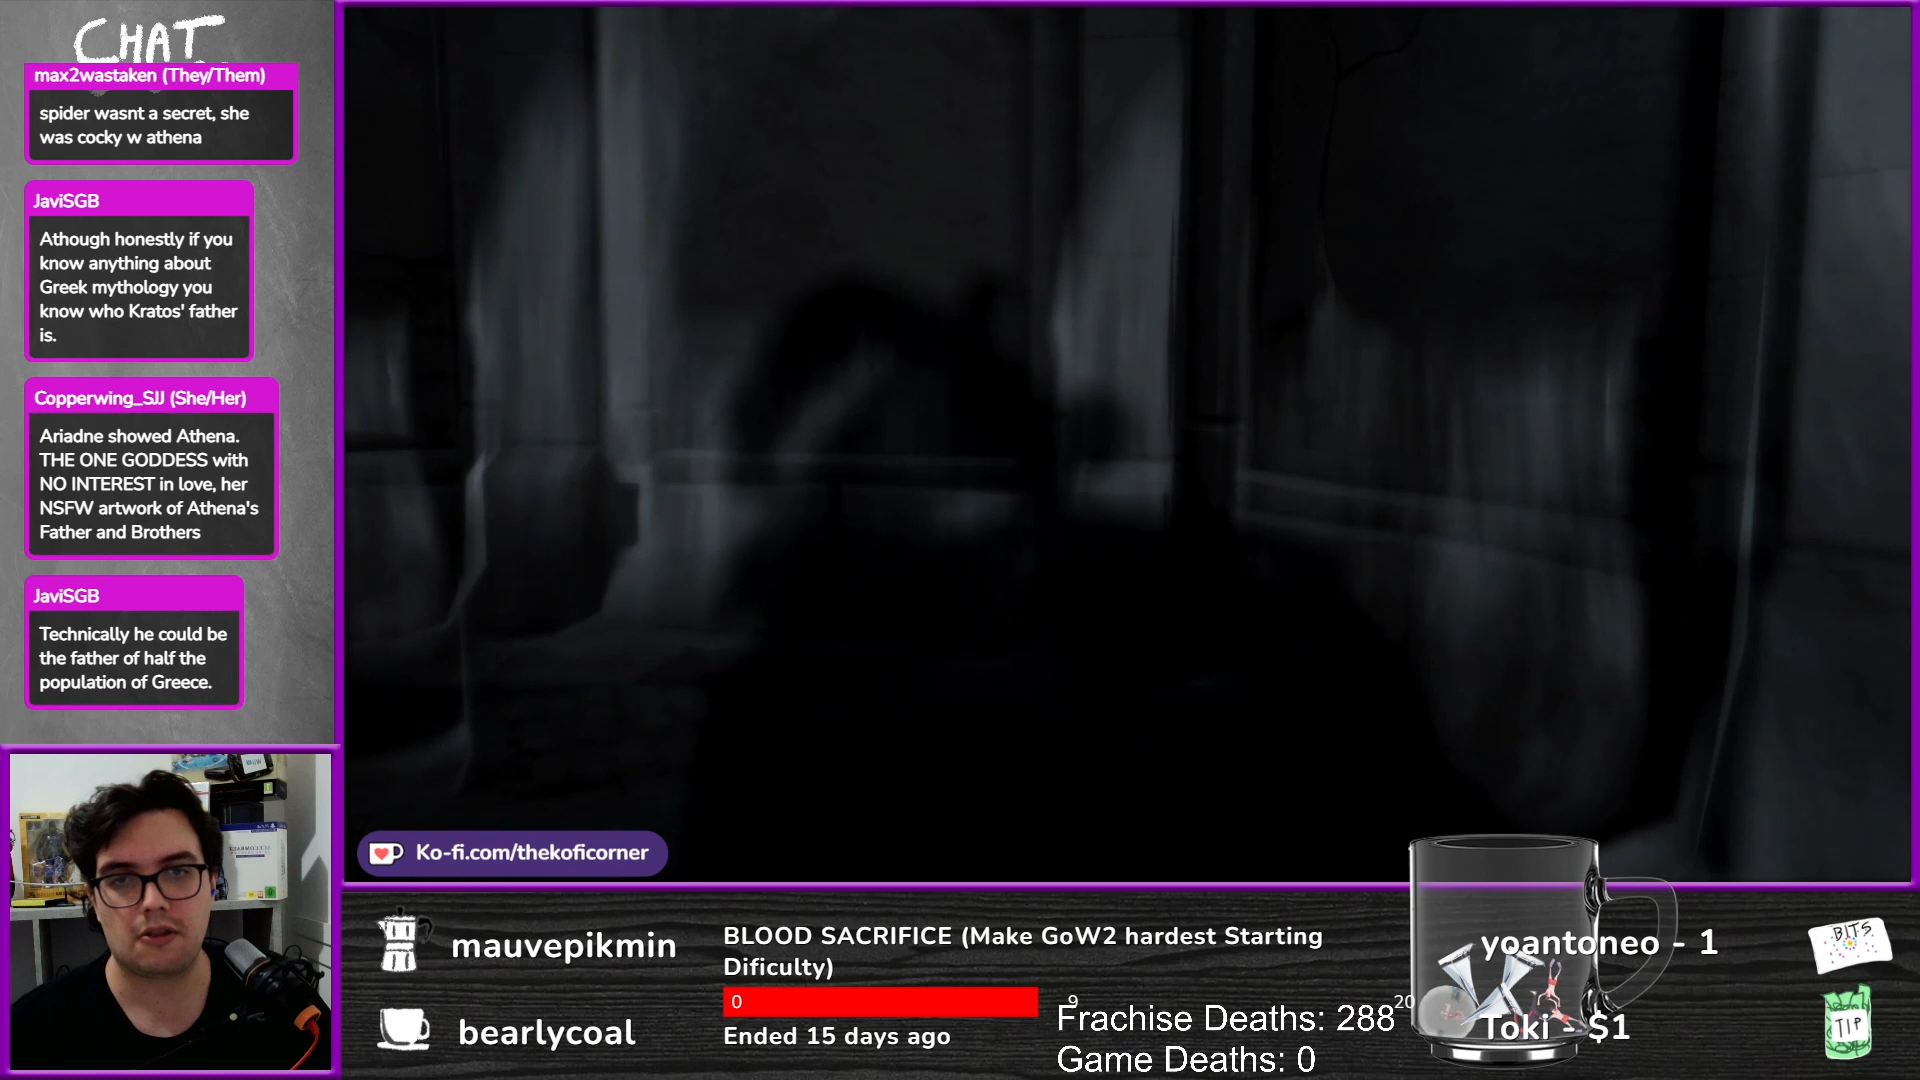 CHAT
max2wastaken (They/Them)
spider wasnt a secret, she
was cocky w athena
JaviSGB
Athough honestly if you
know anything about
Greek mythology you
know who Kratos' father
is.
Copperwing_SJJ (She/Her)
Ariadne showed Athena.
THE ONE GODDESS with
NO INTEREST in love, her
NSFW artwork of Athena's
Father and Brothers
JaviSGB
Technically he could be
the father of half the
population of Greece.
Ko-fi.com/thekoficorner
mauvepikmin
bearlycoal
BLOOD SACRIFICE (Make GoW2 hardest Starting
Dificulty)
0 9 20
Ended 15 days ago
Frachise Deaths: 288
Game Deaths: 0
yoantoneo - 1
Toki - $1
BITS
TIP